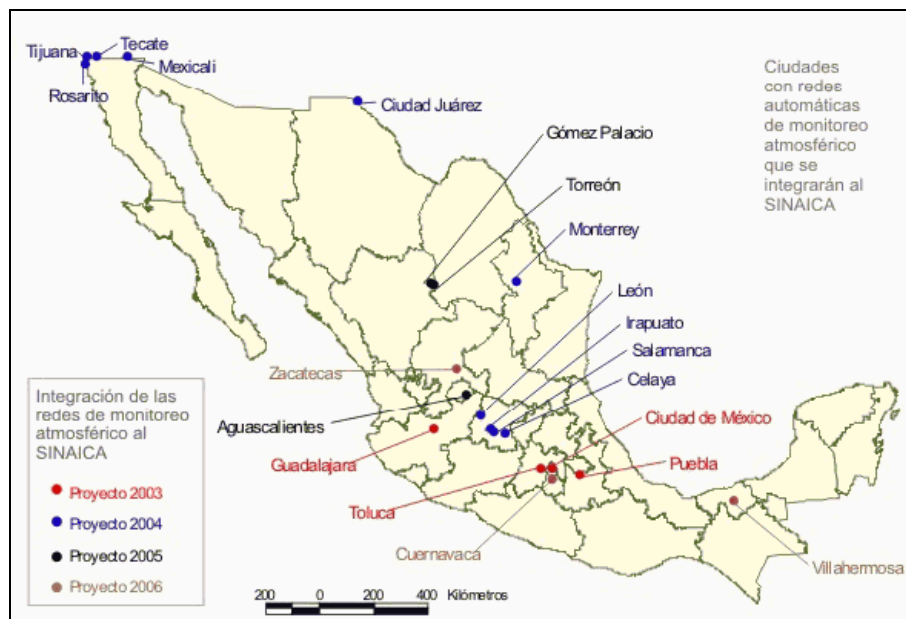 Tijuana
Tecate
Mexicali
Rosarito
Ciudad Juárez
Ciudades
con redes
automáticas
de monitoreo
atmosférico
que se
integrarán al
SINAICA
Gómez Palacio
Torreón
Monterrey
León
Irapuato
Salamanca
Celaya
Zacatecas
Aguascalientes
Ciudad de México
Guadalajara
Puebla
Toluca
Cuernavaca
Villahermosa
Integración de las
redes de monitoreo
atmosférico al
SINAICA
Proyecto 2003
Proyecto 2004
Proyecto 2005
Proyecto 2006
200 0 200 400 Kilómetros